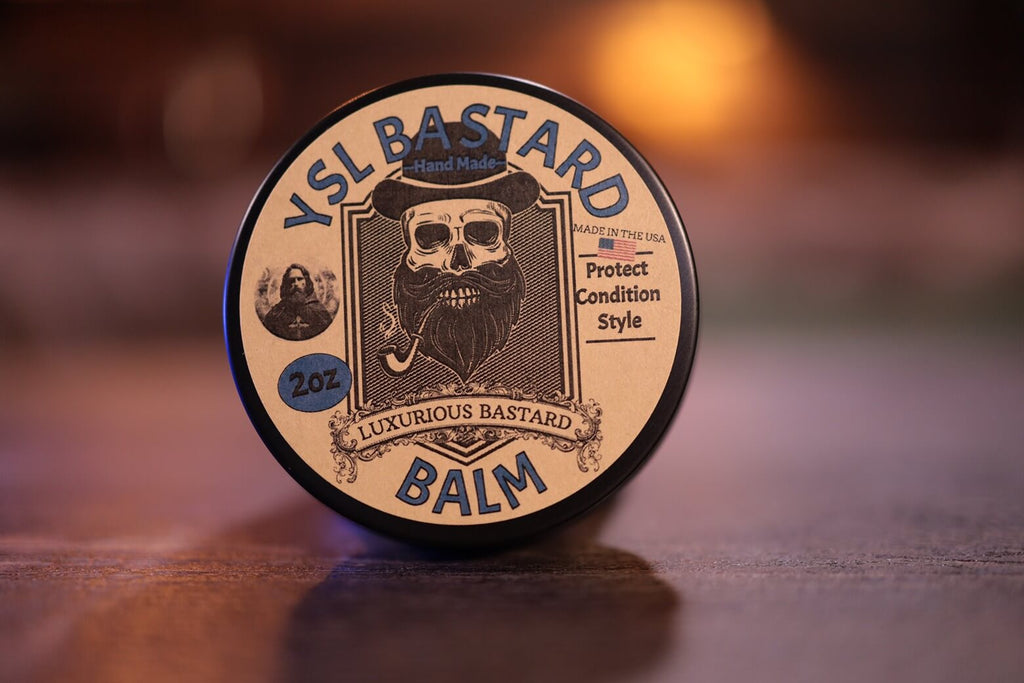 YSL BASTARD
Hand Made
MADE IN THE USA
Protect
Condition
Style
2oz
LUXURIOUS BASTARD
BALM